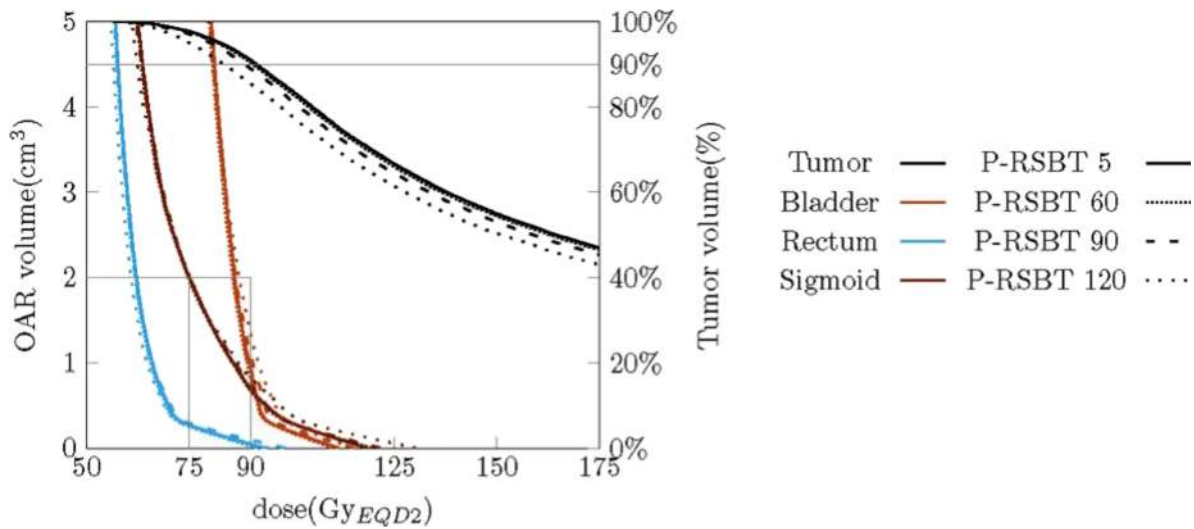 5
4
3
2
1
0
OAR volume(cm³)
100%
90%
80%
60%
40%
20%
0%
Tumor volume(%)
50
75
90
125
150
175
dose(Gy_EQD2)
Tumor
P-RSBT 5
Bladder
P-RSBT 60
Rectum
P-RSBT 90
Sigmoid
P-RSBT 120